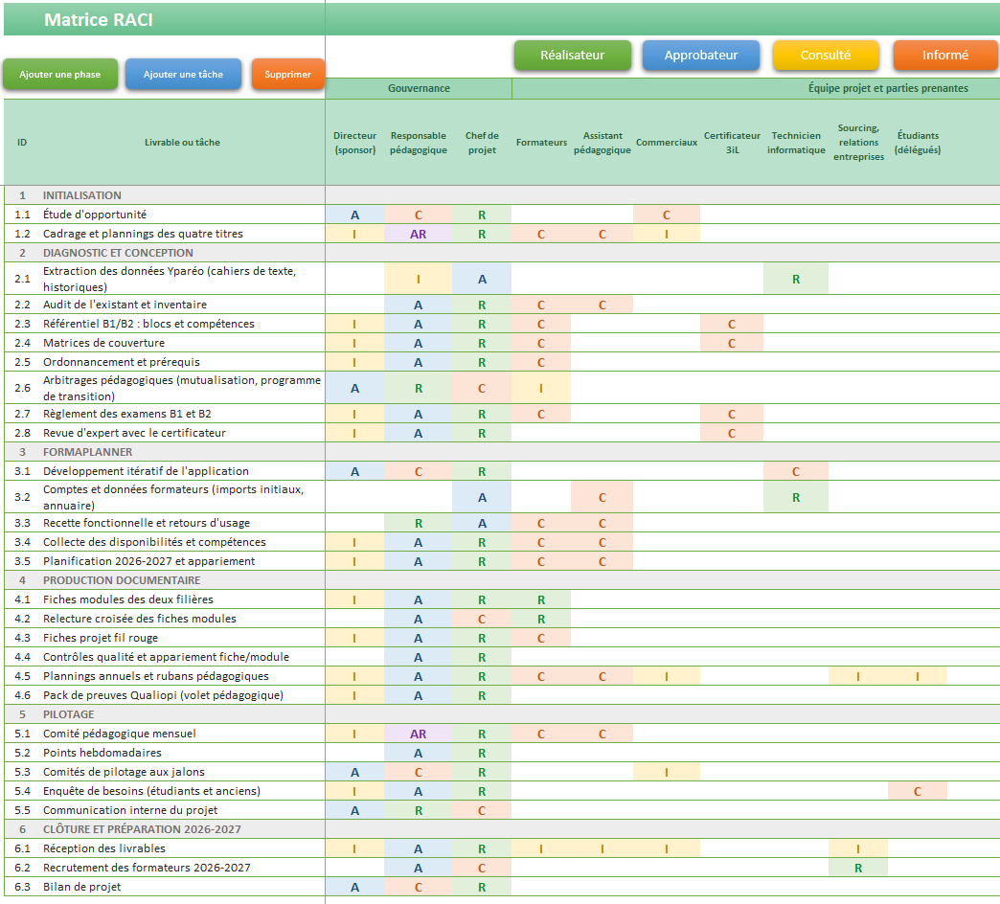 Matrice RACI
Réalisateur Approbateur Consulté Informé
Ajouter une phase Ajouter une tâche Supprimer
Gouvernance Équipe projet et parties prenantes
ID Livrable ou tâche Directeur (sponsor) Responsable pédagogique Chef de projet Formateurs Assistant pédagogique Commerciaux Certificateur 3iL Technicien informatique Sourcing, relations entreprises Étudiants (délégués)
1 INITIALISATION
1.1 Étude d'opportunité A C R C
1.2 Cadrage et plannings des quatre titres I AR R C C I
2 DIAGNOSTIC ET CONCEPTION
2.1 Extraction des données Yparéo (cahiers de texte,
historiques) I A R
2.2 Audit de l'existant et inventaire A R C C
2.3 Référentiel B1/B2 : blocs et compétences I A R C C
2.4 Matrices de couverture I A R C C
2.5 Ordonnancement et prérequis I A R C
2.6 Arbitrages pédagogiques (mutualisation, programme
de transition) A R C I
2.7 Règlement des examens B1 et B2 I A R C C
2.8 Revue d'expert avec le certificateur I A R C
3 FORMAPLANNER
3.1 Développement itératif de l'application A C R C
3.2 Comptes et données formateurs (imports initiaux,
annuaire) A C R
3.3 Recette fonctionnelle et retours d'usage R A C C
3.4 Collecte des disponibilités et compétences I A R C C
3.5 Planification 2026-2027 et appariement I A R C C
4 PRODUCTION DOCUMENTAIRE
4.1 Fiches modules des deux filières I A R R
4.2 Relecture croisée des fiches modules A C R
4.3 Fiches projet fil rouge I A R C
4.4 Contrôles qualité et appariement fiche/module A R
4.5 Plannings annuels et rubans pédagogiques I A R C C I I I
4.6 Pack de preuves Qualiopi (volet pédagogique) I A R
5 PILOTAGE
5.1 Comité pédagogique mensuel I AR R C C
5.2 Points hebdomadaires A R
5.3 Comités de pilotage aux jalons A C R I
5.4 Enquête de besoins (étudiants et anciens) I A R C
5.5 Communication interne du projet A R C
6 CLÔTURE ET PRÉPARATION 2026-2027
6.1 Réception des livrables I A R I I I I
6.2 Recrutement des formateurs 2026-2027 A C R
6.3 Bilan de projet A C R